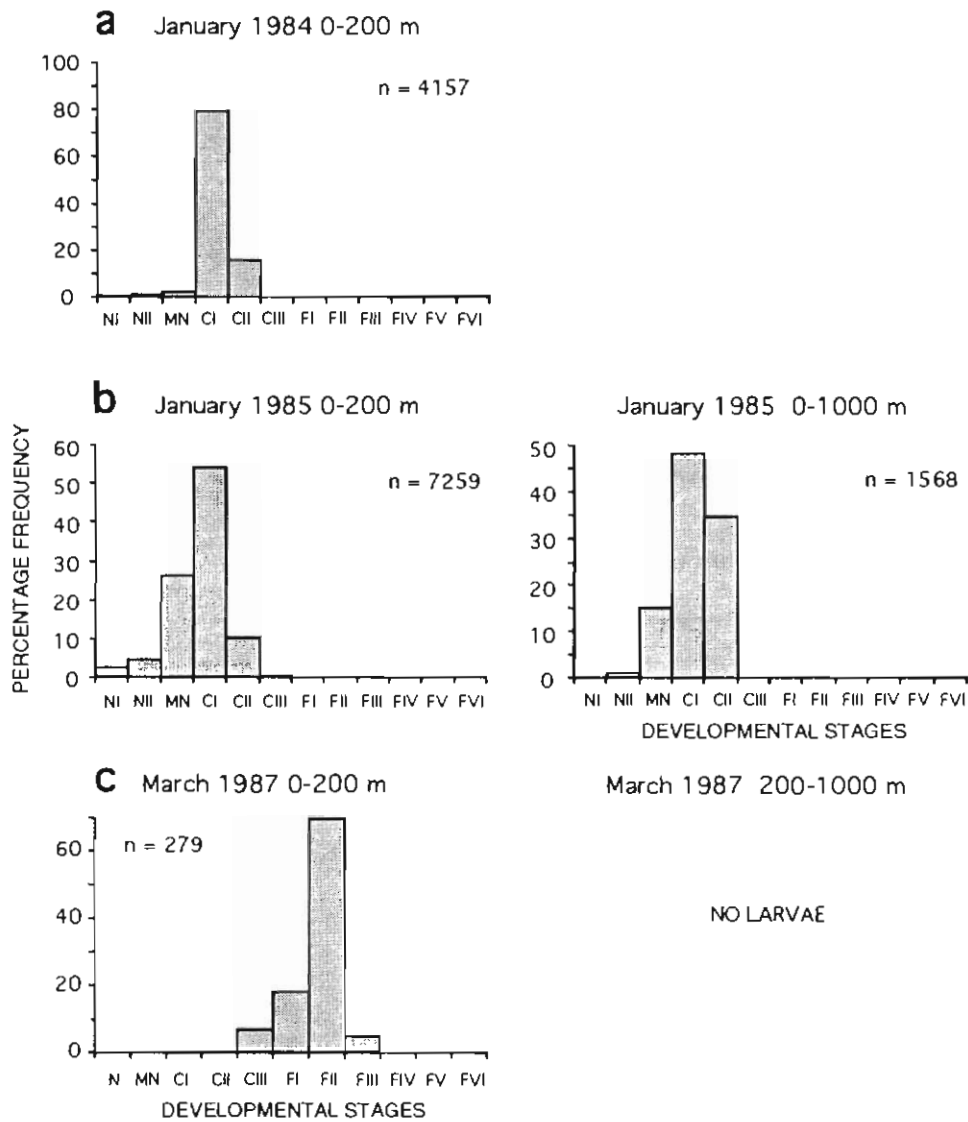 a January 1984 0-200 m
n = 4157
100
80
60
40
20
0
NI NII MN CI CII CIII FI FII FIII FIV FV FVI
PERCENTAGE FREQUENCY
b January 1985 0-200 m
n = 7259
60
50
40
30
20
10
0
NI NII MN CI CII CIII FI FII FIII FIV FV FVI
January 1985 0-1000 m
n = 1568
50
40
30
20
10
0
NI NII MN CI CII CIII FI FII FIII FIV FV FVI
DEVELOPMENTAL STAGES
c March 1987 0-200 m
n = 279
60
40
20
0
N MN CI CII CIII FI FII FIII FIV FV FVI
DEVELOPMENTAL STAGES
March 1987 200-1000 m
NO LARVAE